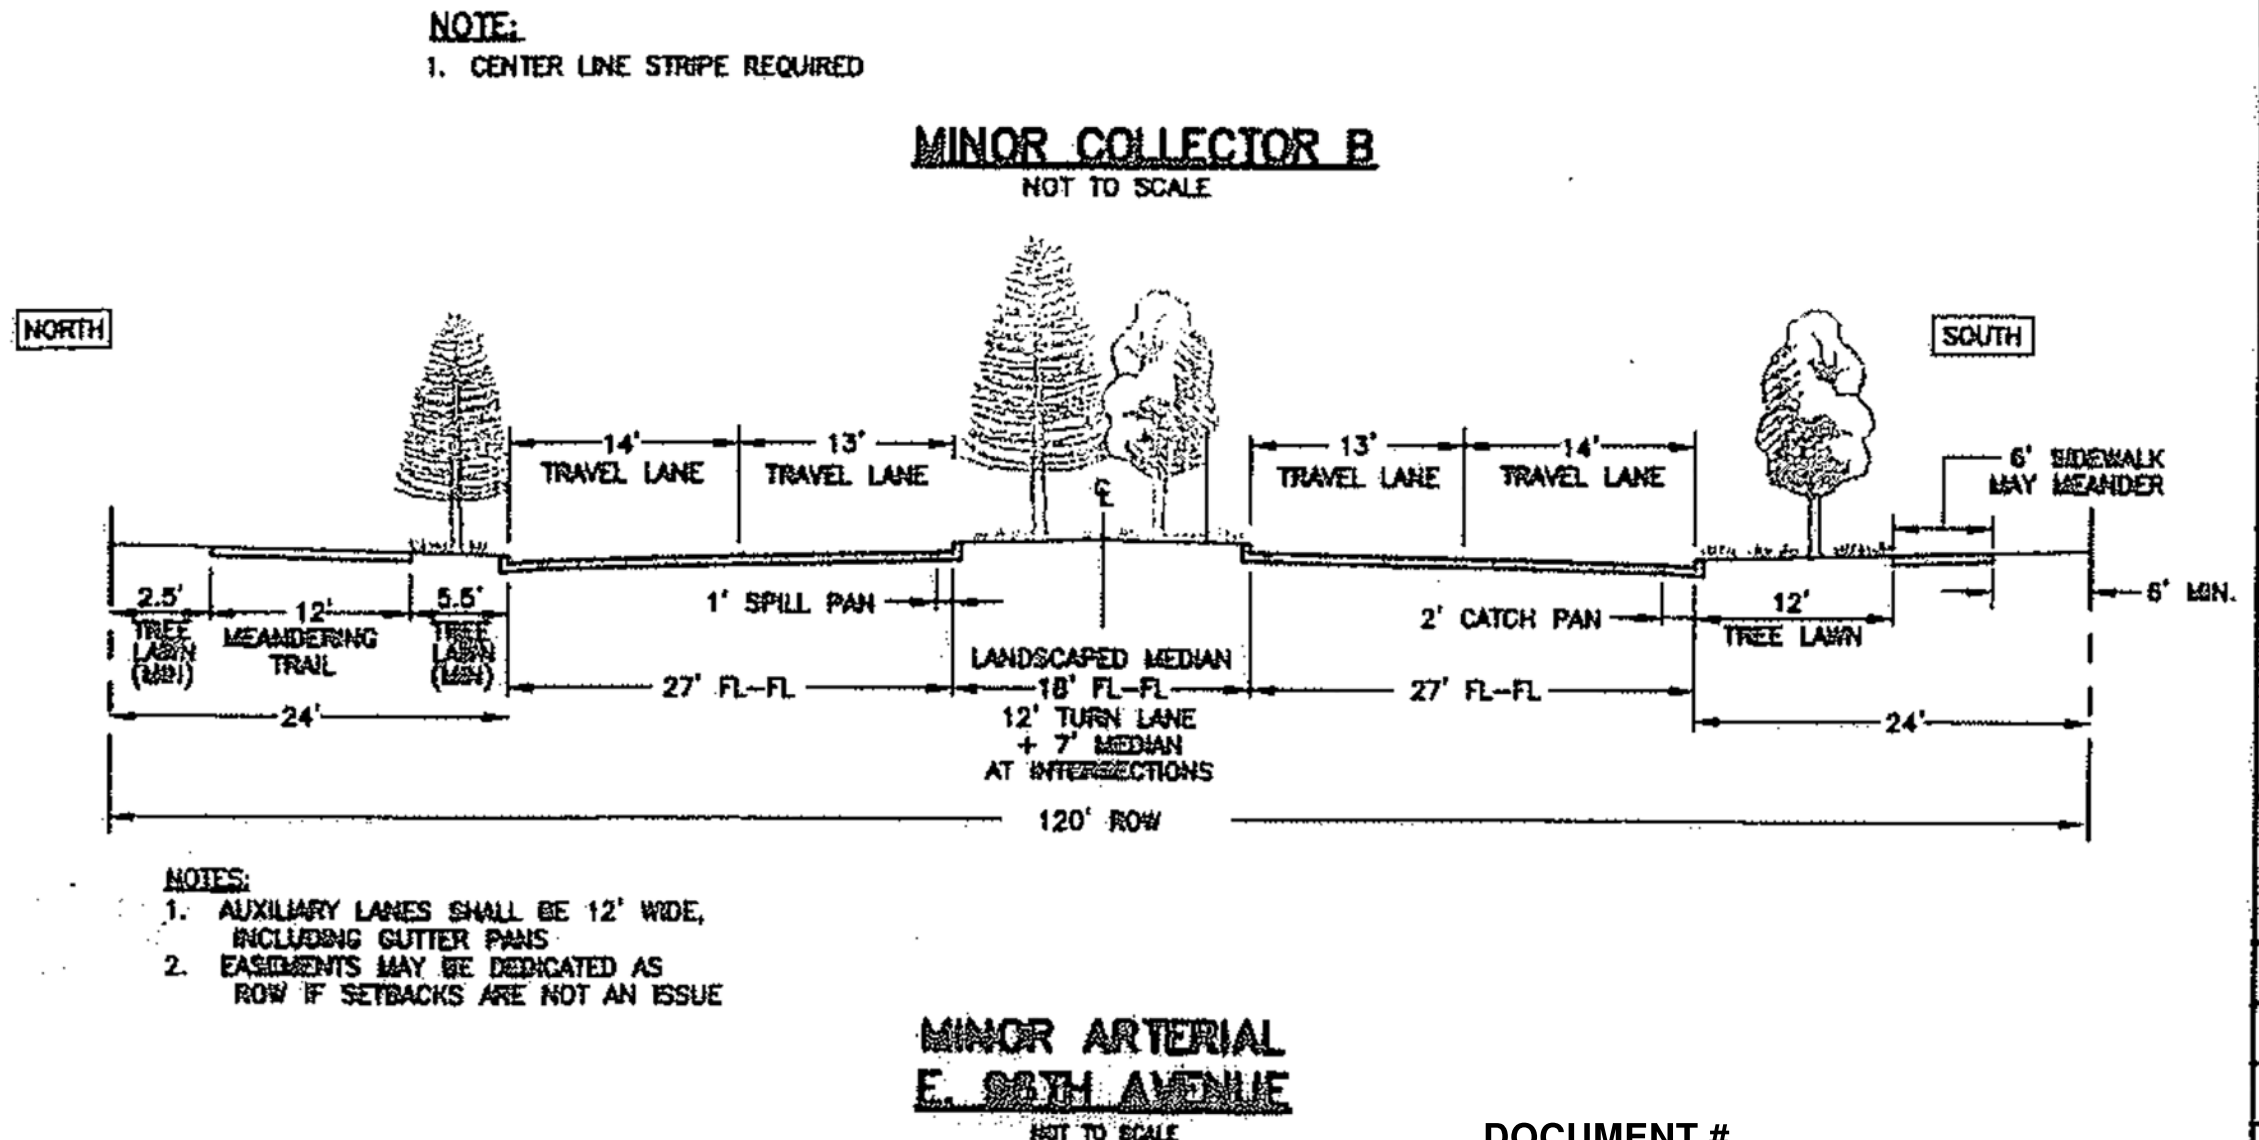 NOTE:
1. CENTER LINE STRIPE REQUIRED
MINOR COLLECTOR B
NOT TO SCALE
NORTH
SOUTH
14'
TRAVEL LANE
13'
TRAVEL LANE
℄
13'
TRAVEL LANE
14'
TRAVEL LANE
6' SIDEWALK
MAY MEANDER
2.5'
TREE
LAWN
(MIN)
12'
MEANDERING
TRAIL
5.5'
TREE
LAWN
(MIN)
1' SPILL PAN
2' CATCH PAN
12'
TREE LAWN
6' MIN.
LANDSCAPED MEDIAN
27' FL-FL
18' FL-FL
27' FL-FL
12' TURN LANE
+ 7' MEDIAN
AT INTERSECTIONS
24'
24'
120' ROW
NOTES:
1. AUXILIARY LANES SHALL BE 12' WIDE,
INCLUDING GUTTER PANS
2. EASEMENTS MAY BE DEDICATED AS
ROW IF SETBACKS ARE NOT AN ISSUE
MINOR ARTERIAL
E. AVENUE
NOT TO SCALE
DOCUMENT #